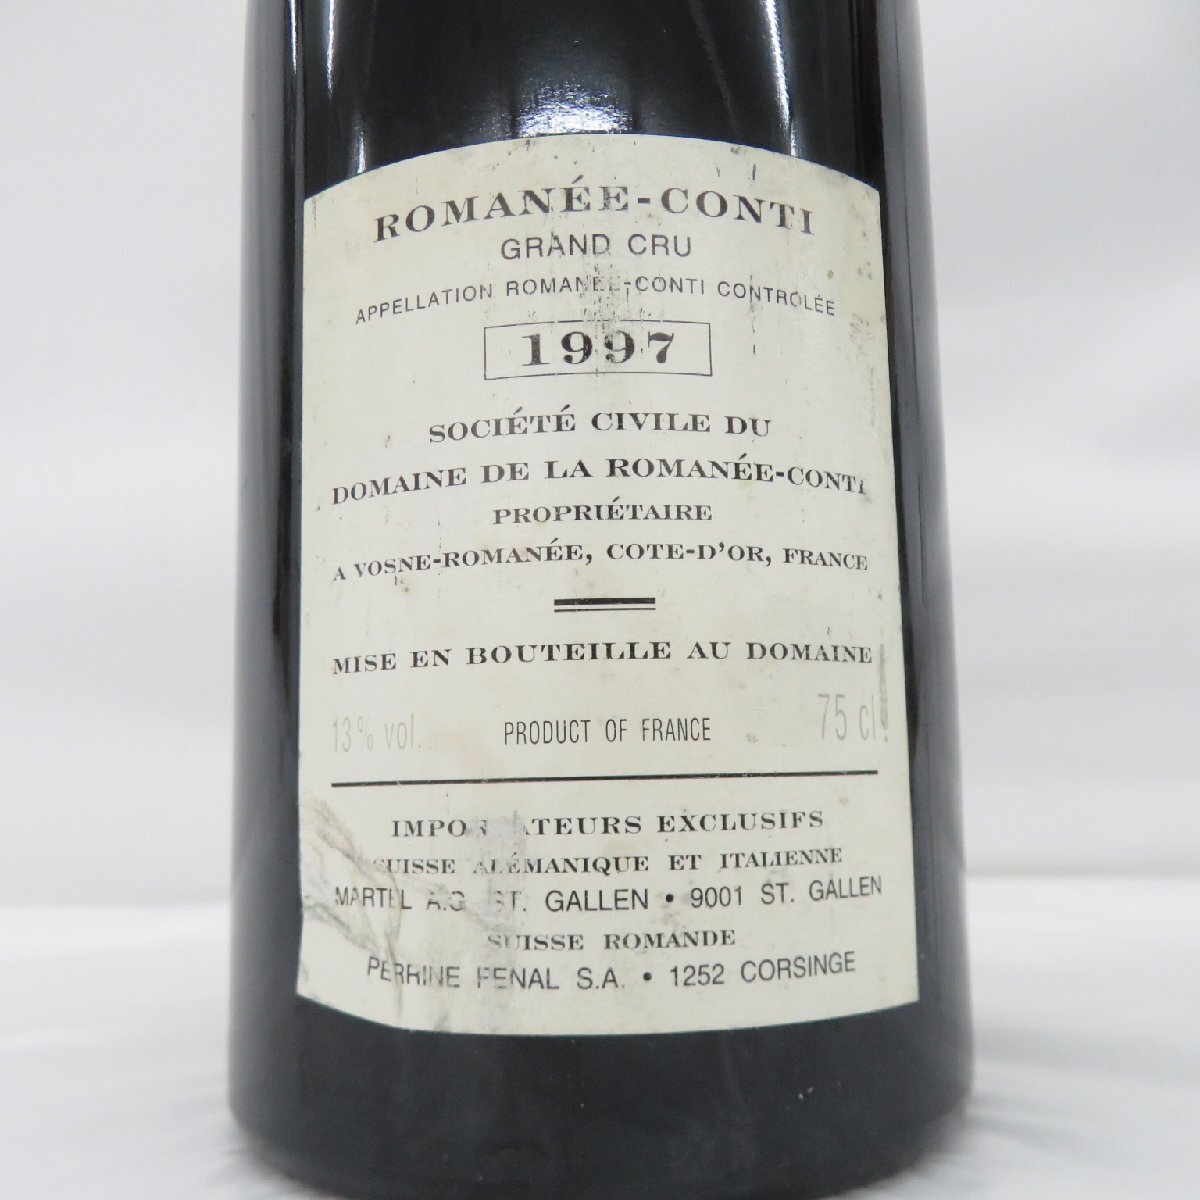 ROMANÉE-CONTI
GRAND CRU
APPELLATION ROMANÉE-CONTI CONTROLÉE
1997
SOCIÉTÉ CIVILE DU
DOMAINE DE LA ROMANÉE-CONTI
PROPRIÉTAIRE
A VOSNE-ROMANÉE, COTE-D'OR, FRANCE
MISE EN BOUTEILLE AU DOMAINE
13% vol. PRODUCT OF FRANCE 75 cl
IMPORTATEURS EXCLUSIFS
SUISSE ALÉMANIQUE ET ITALIENNE
MARTEL A.G ST. GALLEN • 9001 ST. GALLEN
SUISSE ROMANDE
PERRINE FENAL S.A. • 1252 CORSINGE